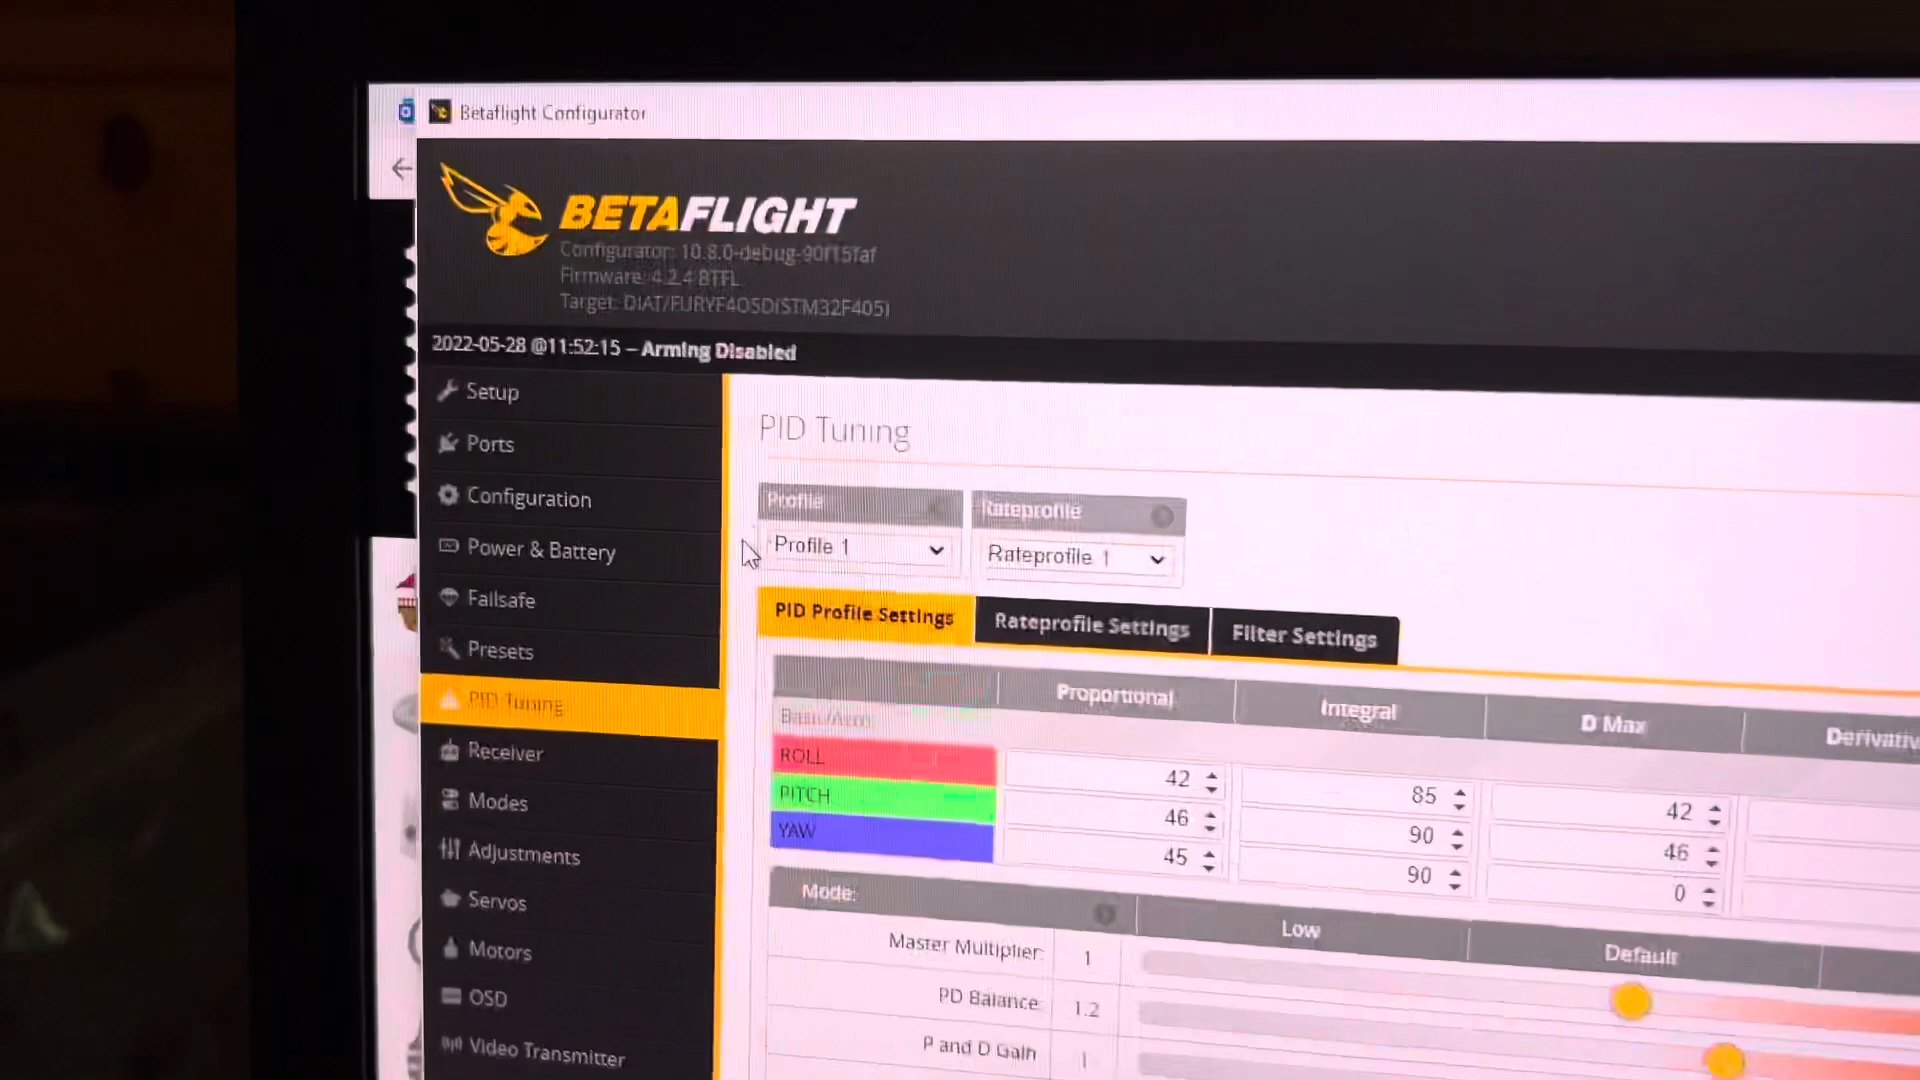 Betaflight Configurator
BETAFLIGHT
Configurator: 10.8.0-debug-90f15faf
Firmware: 4.2.4 BTFL
Target: DIAT/FURYF4OSD(STM32F405)
2022-05-28 @11:52:15 – Arming Disabled
Setup
Ports
Configuration
Power & Battery
Failsafe
Presets
PID Tuning
Receiver
Modes
Adjustments
Servos
Motors
OSD
Video Transmitter
PID Tuning
Profile
Rateprofile
Profile 1
Rateprofile 1
PID Profile Settings
Rateprofile Settings
Filter Settings
Proportional
Integral
D Max
Derivativ
Basic/Acro
ROLL
42
85
42
PITCH
46
90
46
YAW
45
90
0
Mode:
Low
Default
Master Multiplier:
1
PD Balance:
1.2
P and D Gain
1